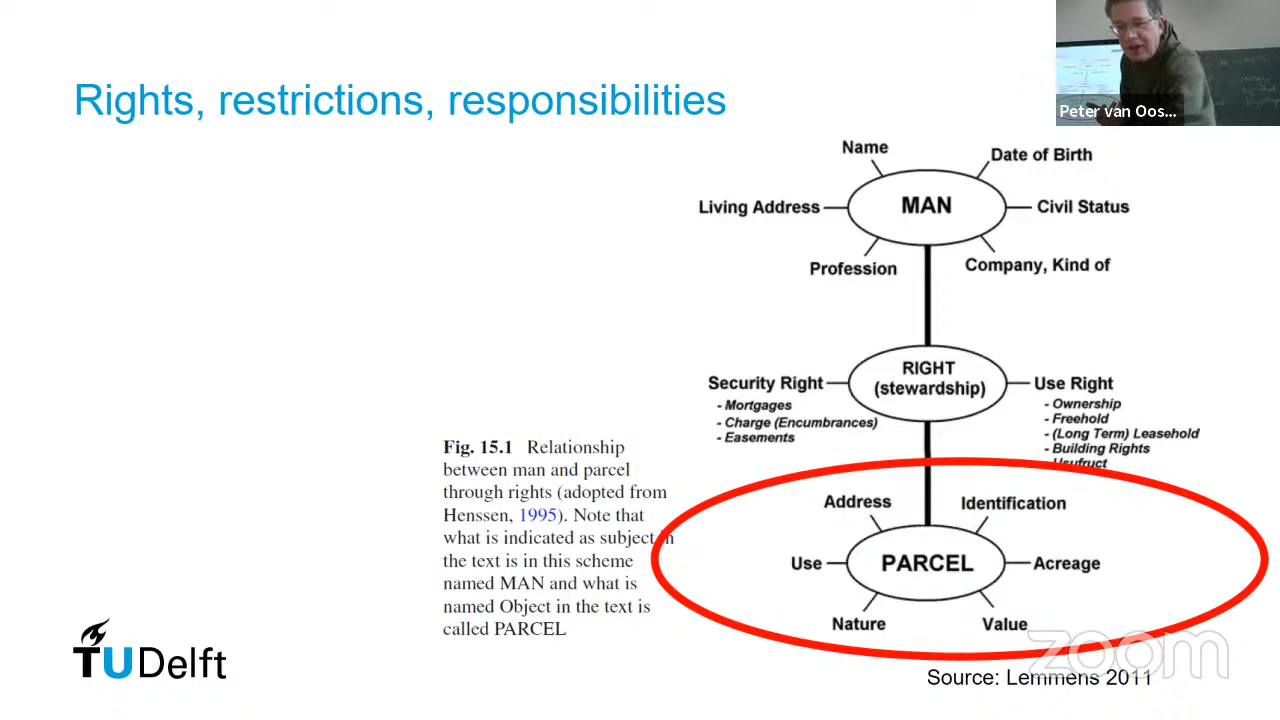 Rights, restrictions, responsibilities
Peter van Oos...
Name
Date of Birth
Living Address
MAN
Civil Status
Profession
Company, Kind of
RIGHT
(stewardship)
Security Right
- Mortgages
- Charge (Encumbrances)
- Easements
Use Right
- Ownership
- Freehold
- (Long Term) Leasehold
- Building Rights
- Usufruct
Fig. 15.1 Relationship
between man and parcel
through rights (adopted from
Henssen, 1995). Note that
what is indicated as subject in
the text is in this scheme
named MAN and what is
named Object in the text is
called PARCEL
Address
Identification
Use
PARCEL
Acreage
Nature
Value
TU Delft
zoom
Source: Lemmens 2011